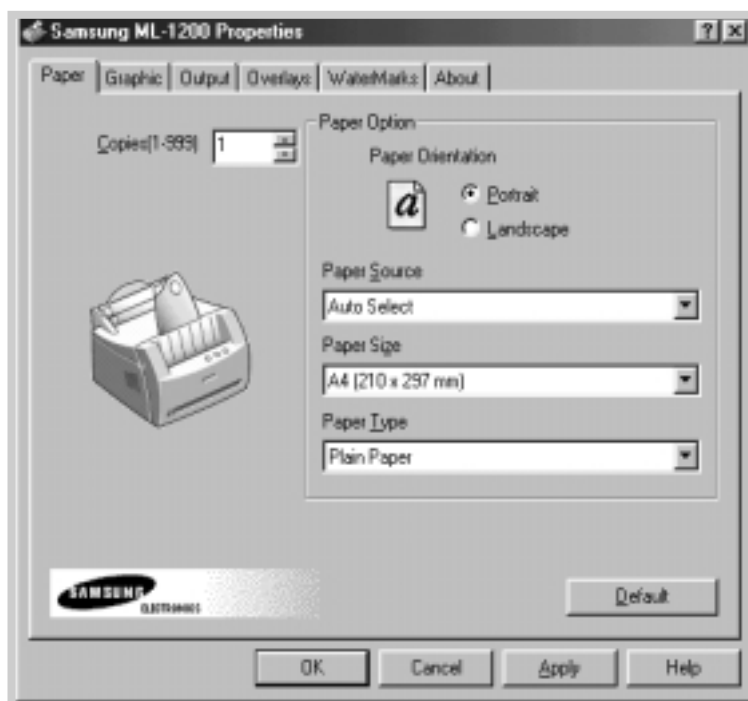 Samsung ML-1200 Properties
Paper Graphic Output Overlays WaterMarks About
Copies(1-999) 1
Paper Option
Paper Orientation
a
Portrait
Landscape
Paper Source
Auto Select
Paper Size
A4 (210 x 297 mm)
Paper Type
Plain Paper
SAMSUNG
ELECTRONICS
Default
OK Cancel Apply Help